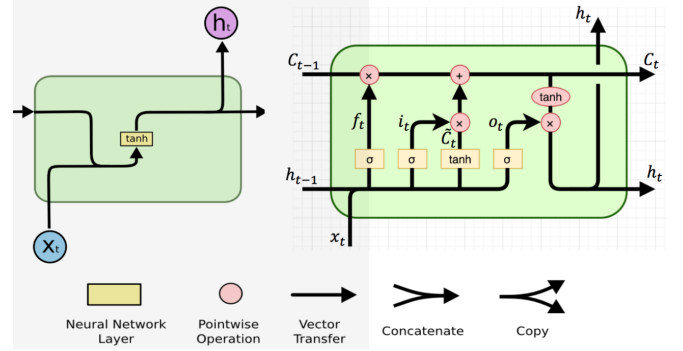 hₜ
tanh
Xₜ
hₜ
Cₜ₋₁
Cₜ
×
+
tanh
fₜ
iₜ
×
oₜ
×
C̃ₜ
σ
σ
tanh
σ
hₜ₋₁
hₜ
xₜ
Neural Network
Layer
Pointwise
Operation
Vector
Transfer
Concatenate
Copy